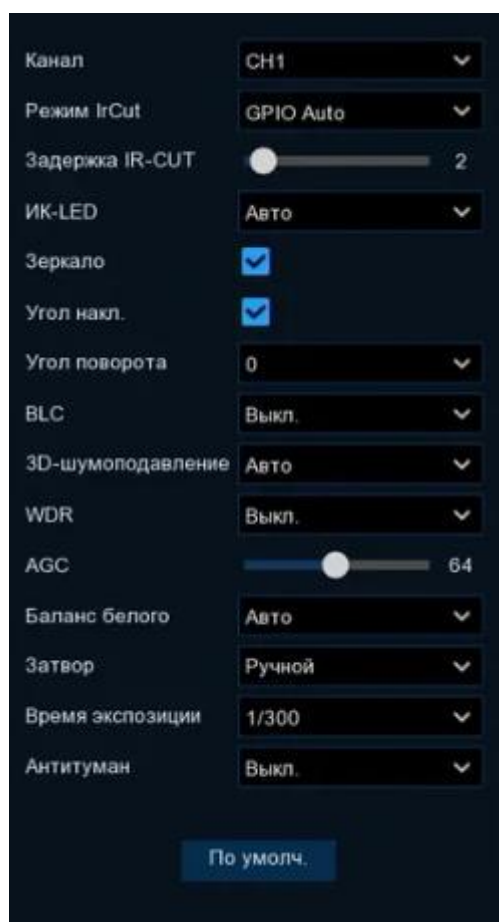 Канал CH1
Режим IrCut GPIO Auto
Задержка IR-CUT 2
ИК-LED Авто
Зеркало
Угол накл.
Угол поворота 0
BLC Выкл.
3D-шумоподавление Авто
WDR Выкл.
AGC 64
Баланс белого Авто
Затвор Ручной
Время экспозиции 1/300
Антитуман Выкл.
По умолч.